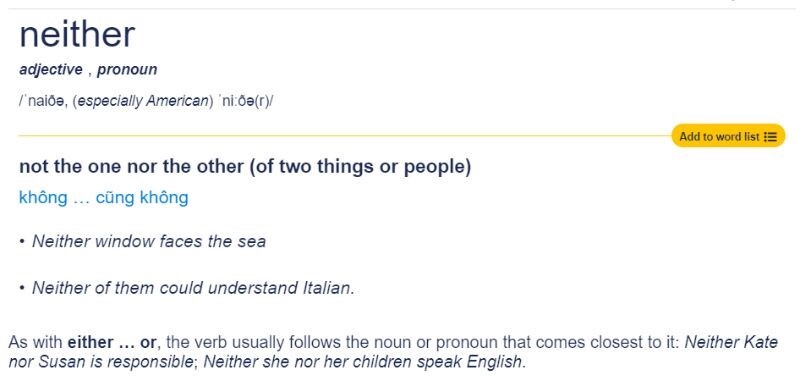 neither
adjective , pronoun
/ˈnaiðə, (especially American) ˈniːðə(r)/
Add to word list
not the one nor the other (of two things or people)
không … cũng không
• Neither window faces the sea
• Neither of them could understand Italian.
As with either … or, the verb usually follows the noun or pronoun that comes closest to it: Neither Kate
nor Susan is responsible; Neither she nor her children speak English.